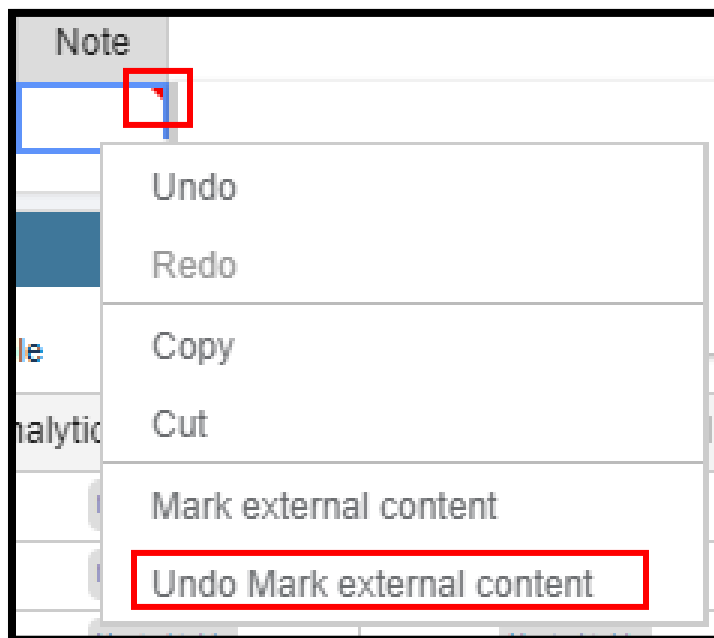 Note
Undo
Redo
le
Copy
nalytic
Cut
Mark external content
Undo Mark external content